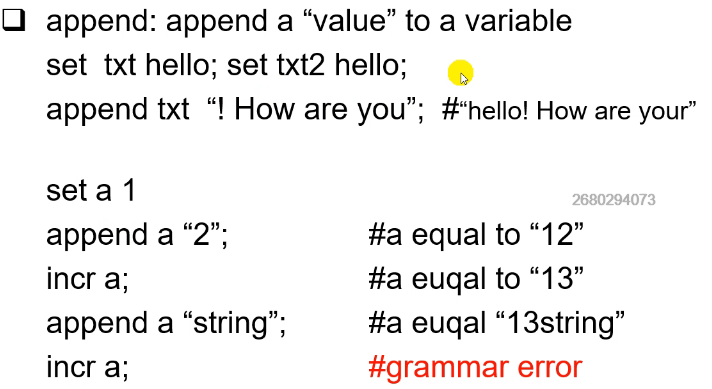 ❑ append: append a “value” to a variable
set txt hello; set txt2 hello;
append txt “! How are you”; #“hello! How are your”
set a 1
2680294073
append a “2”; #a equal to “12”
incr a; #a euqal to “13”
append a “string”; #a euqal “13string”
incr a; #grammar error